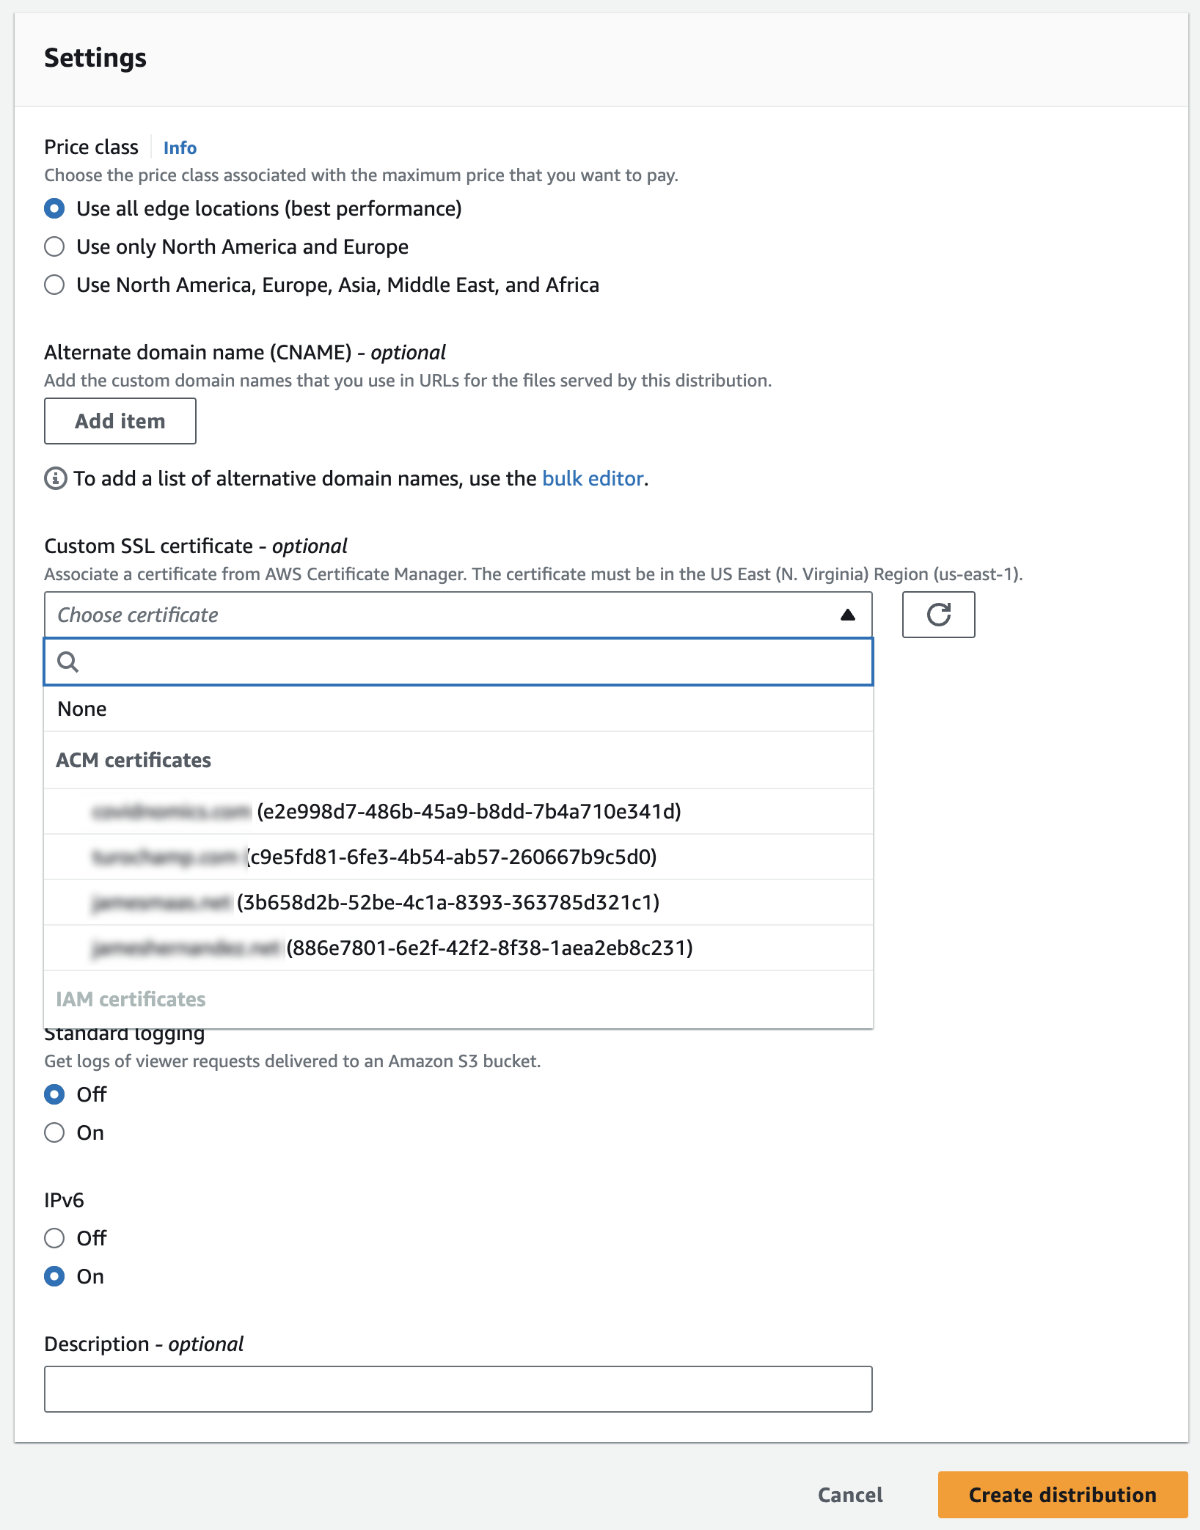 Settings
Price class Info
Choose the price class associated with the maximum price that you want to pay.
Use all edge locations (best performance)
Use only North America and Europe
Use North America, Europe, Asia, Middle East, and Africa
Alternate domain name (CNAME) - optional
Add the custom domain names that you use in URLs for the files served by this distribution.
Add item
To add a list of alternative domain names, use the bulk editor.
Custom SSL certificate - optional
Associate a certificate from AWS Certificate Manager. The certificate must be in the US East (N. Virginia) Region (us-east-1).
Choose certificate
None
ACM certificates
(e2e998d7-486b-45a9-b8dd-7b4a710e341d)
(c9e5fd81-6fe3-4b54-ab57-260667b9c5d0)
(3b658d2b-52be-4c1a-8393-363785d321c1)
(886e7801-6e2f-42f2-8f38-1aea2eb8c231)
IAM certificates
Standard logging
Get logs of viewer requests delivered to an Amazon S3 bucket.
Off
On
IPv6
Off
On
Description - optional
Cancel Create distribution